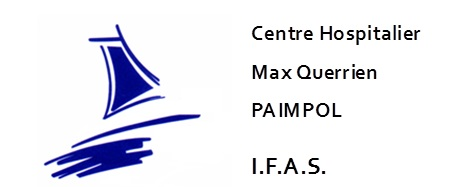 Centre Hospitalier
Max Querrien
PAIMPOL
I.F.A.S.